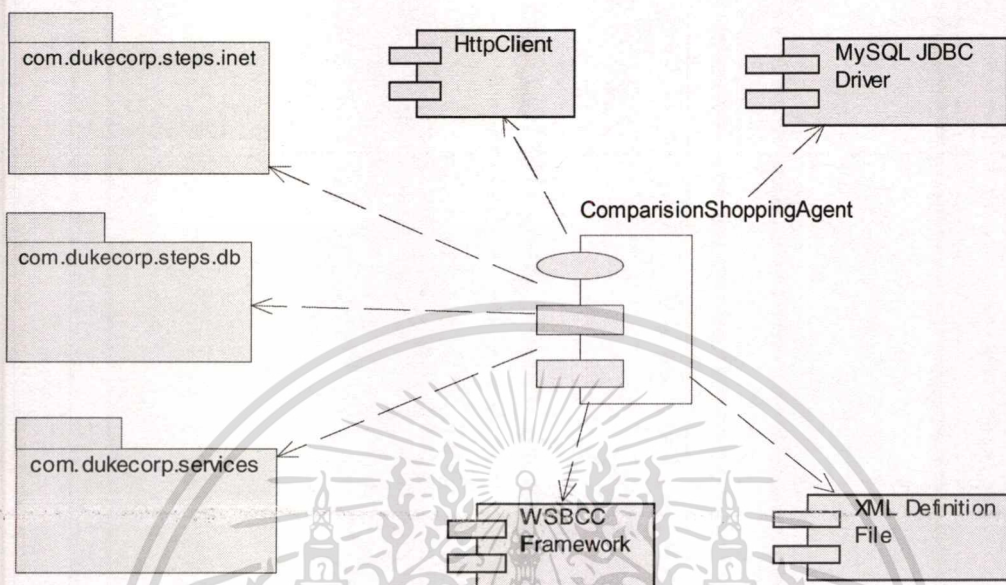 com.dukecorp.steps.inet
HttpClient
MySQL JDBC
Driver
ComparisionShoppingAgent
com.dukecorp.steps.db
com.dukecorp.services
WSBCC
Framework
XML Definition
File